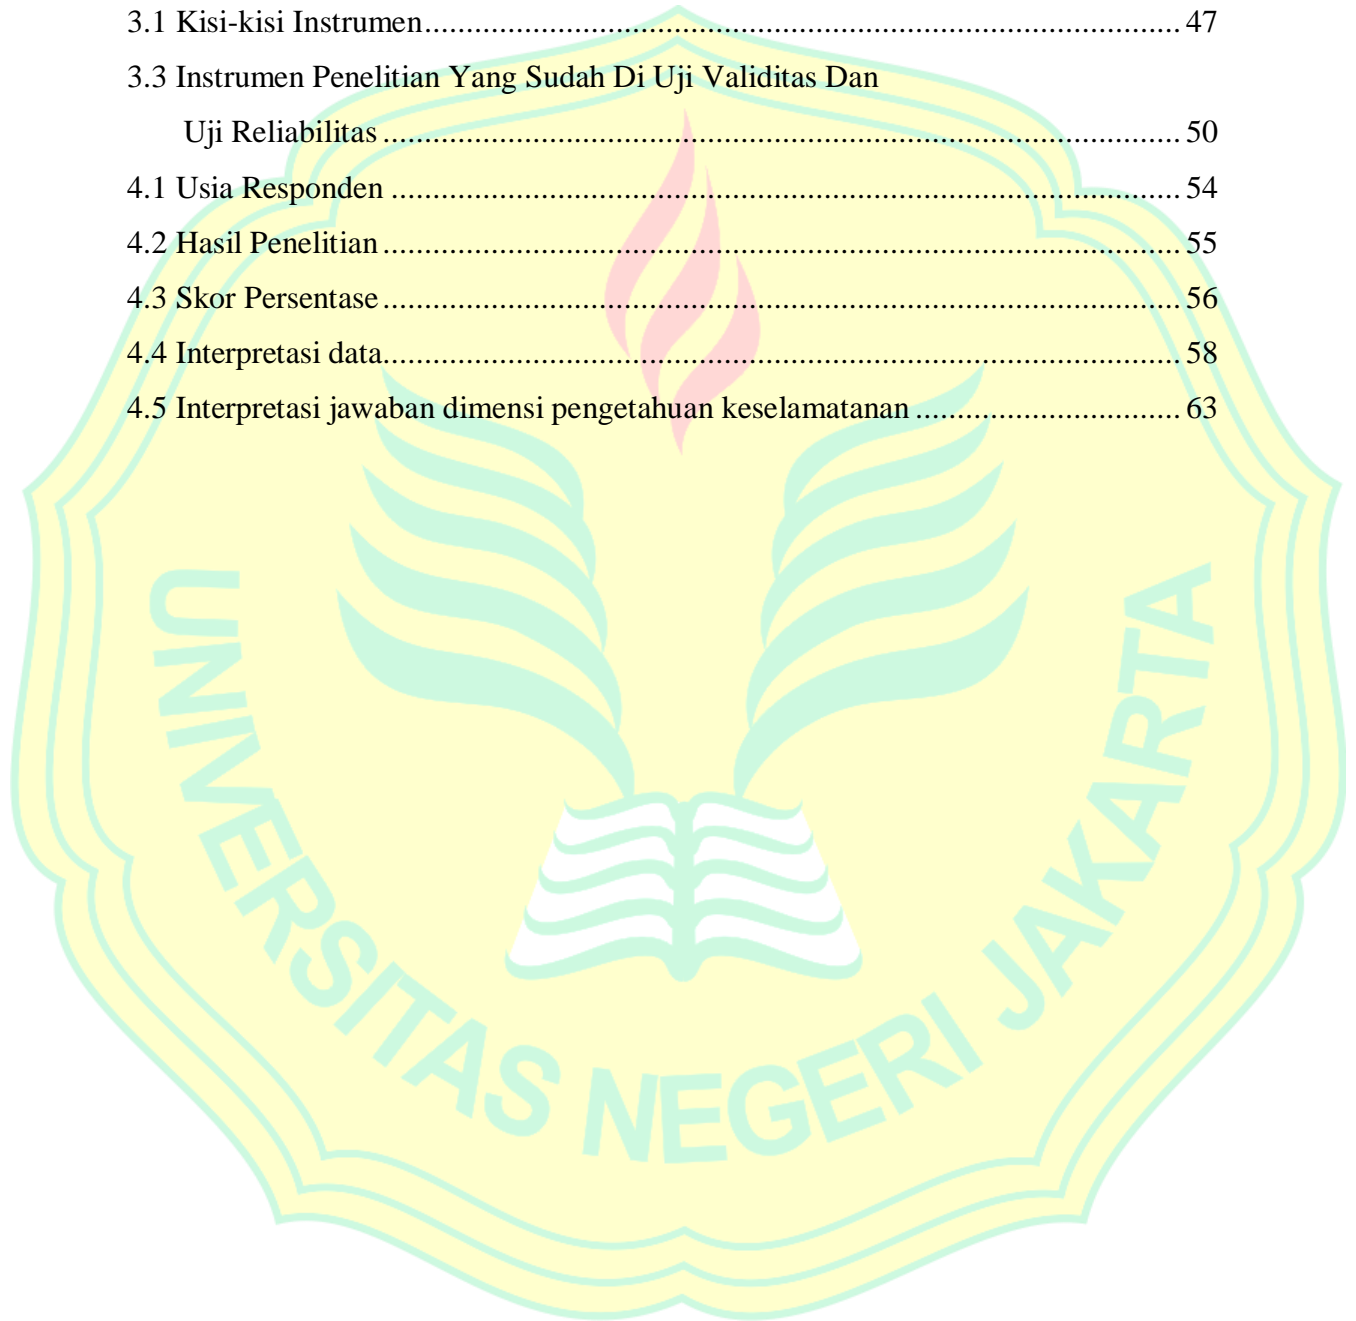 3.1 Kisi-kisi Instrumen.......................................................................................... 47
3.3 Instrumen Penelitian Yang Sudah Di Uji Validitas Dan
Uji Reliabilitas ............................................................................................... 50
4.1 Usia Responden .............................................................................................. 54
4.2 Hasil Penelitian ............................................................................................... 55
4.3 Skor Persentase ............................................................................................... 56
4.4 Interpretasi data............................................................................................... 58
4.5 Interpretasi jawaban dimensi pengetahuan keselamatanan ................................ 63
UNIVERSITAS NEGERI JAKARTA